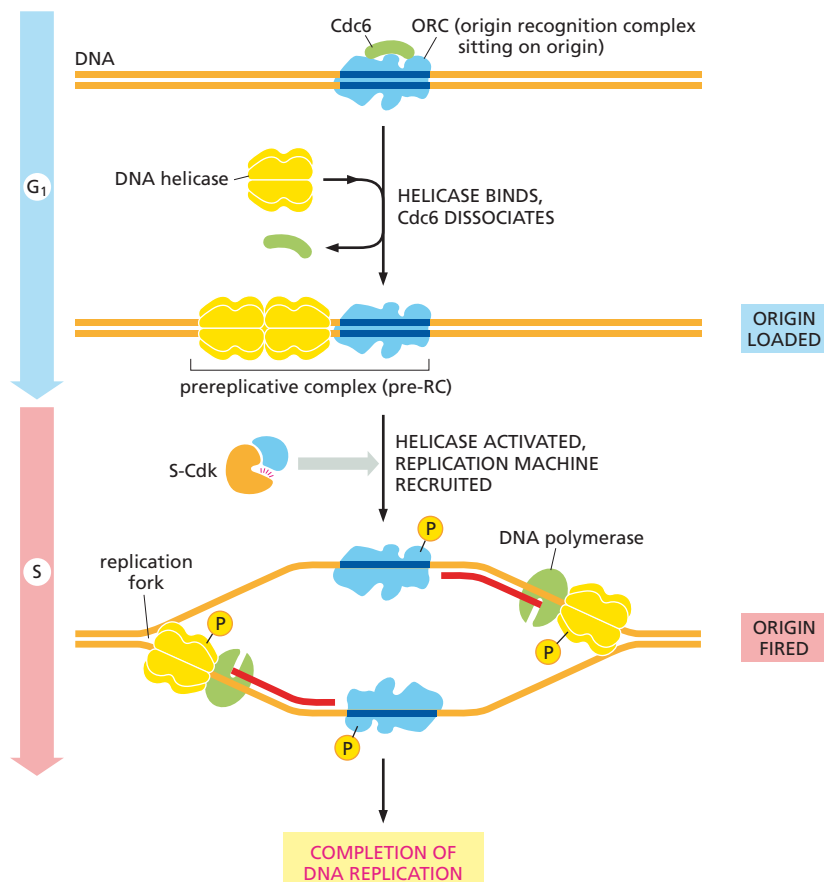 Cdc6
ORC (origin recognition complex
sitting on origin)
DNA
DNA helicase
G1
HELICASE BINDS,
Cdc6 DISSOCIATES
ORIGIN
LOADED
prereplicative complex (pre-RC)
S-Cdk
HELICASE ACTIVATED,
REPLICATION MACHINE
RECRUITED
P
DNA polymerase
replication
fork
S
P
P
ORIGIN
FIRED
P
COMPLETION OF
DNA REPLICATION